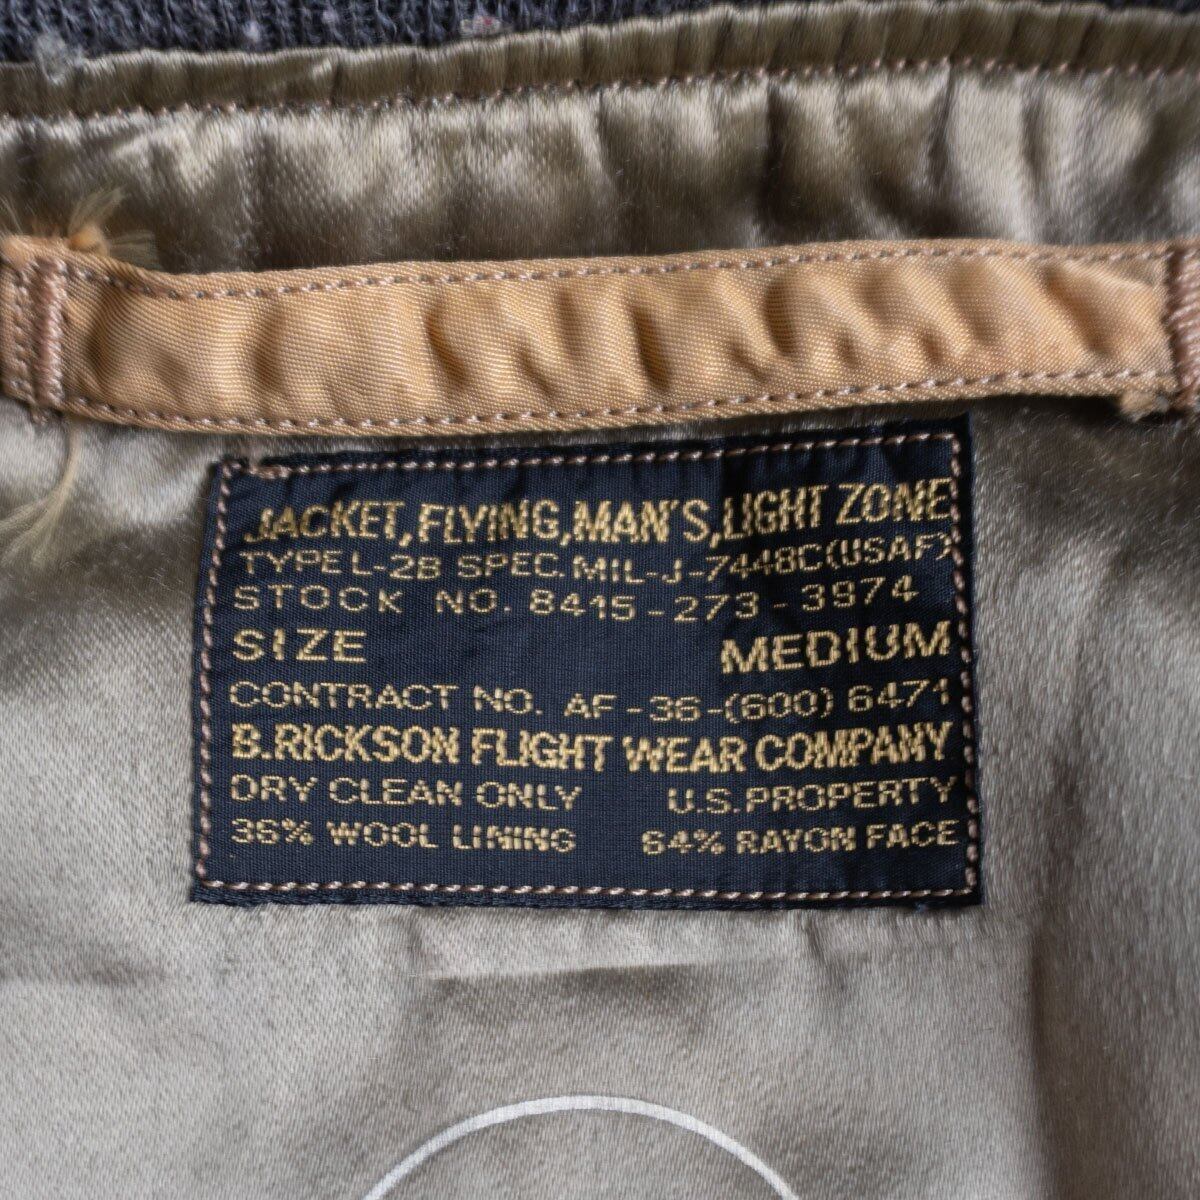 JACKET,FLYING,MAN'S,LIGHT ZONE
TYPE L-2B SPEC. MIL-J-7448C(USAF)
STOCK NO. 8415-273-3974
SIZE MEDIUM
CONTRACT NO. AF-36-(600) 6471
B.RICKSON FLIGHT WEAR COMPANY
DRY CLEAN ONLY U.S.PROPERTY
36% WOOL LINING 64% RAYON FACE